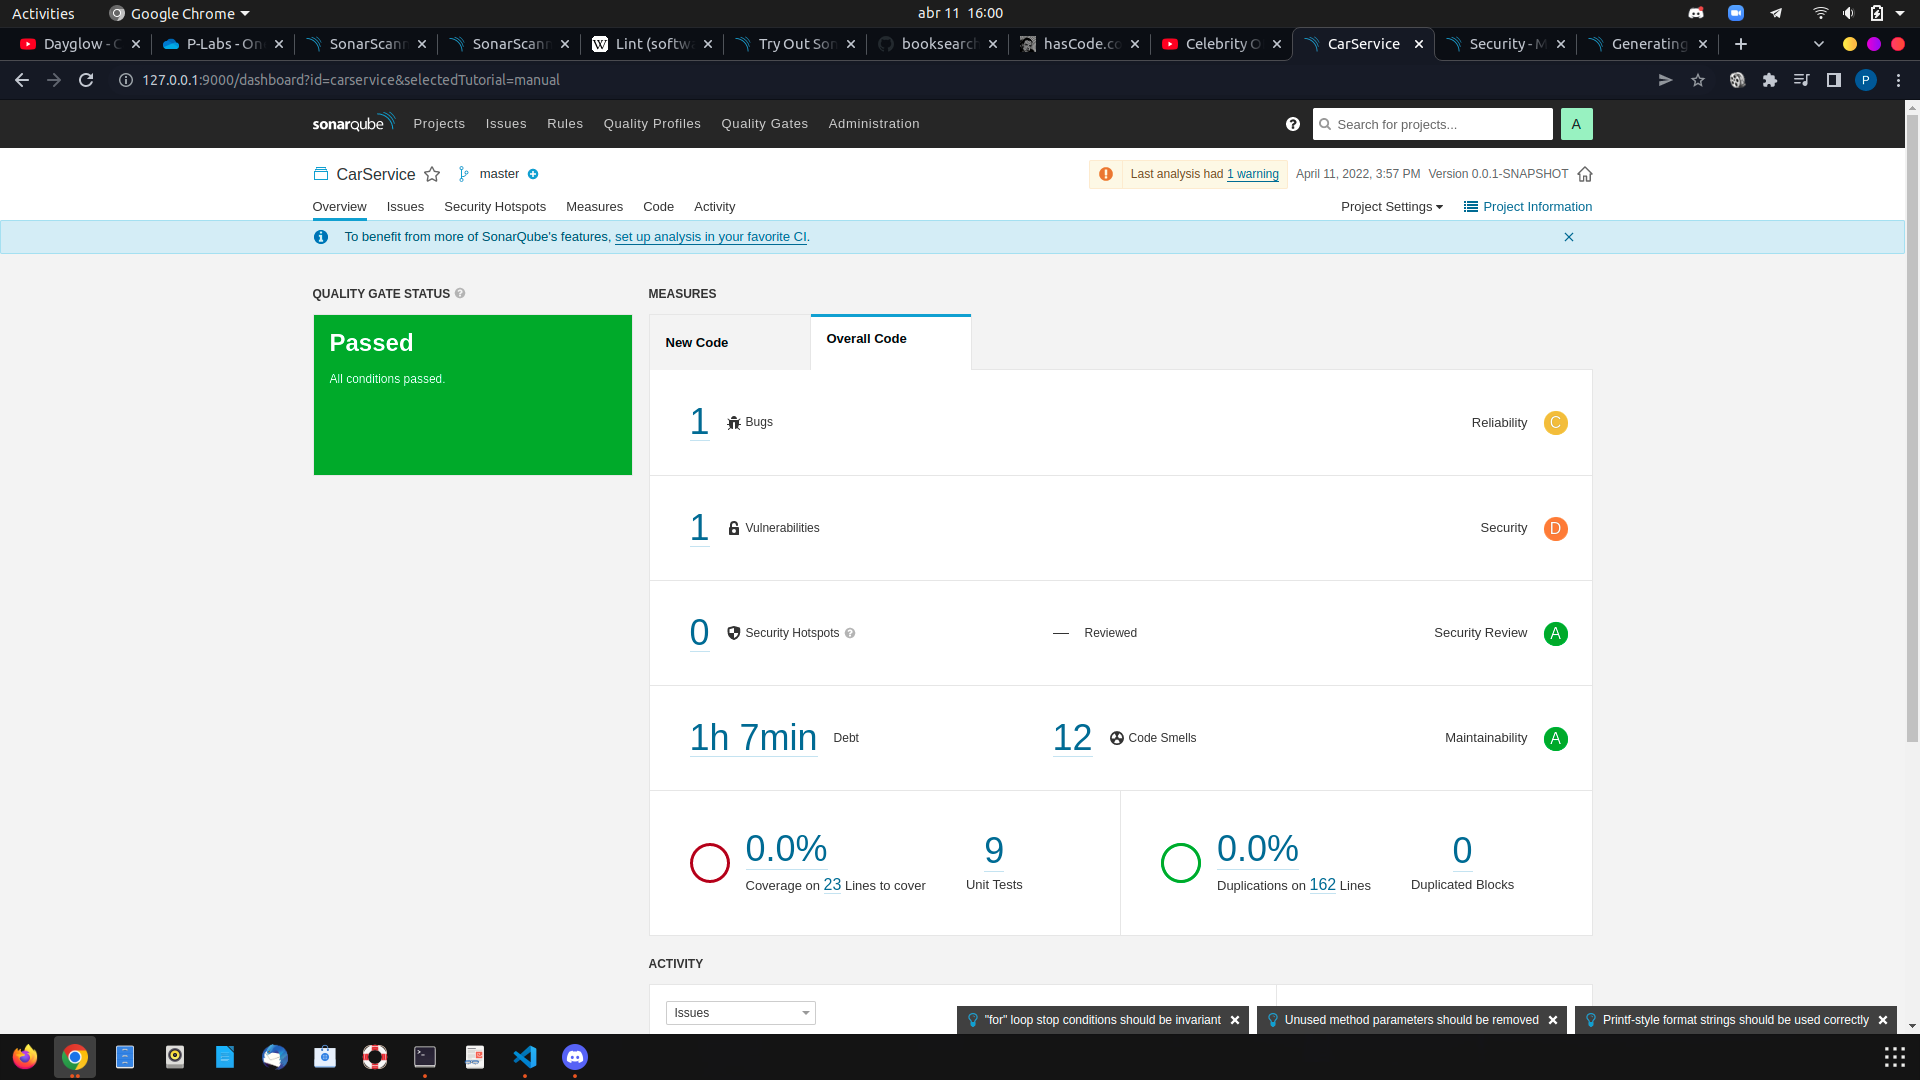 Activities
Google Chrome
abr 11  16:00
Dayglow - C
P-Labs - On
SonarScann
SonarScann
Lint (softw
Try Out Son
booksearch
hasCode.co
Celebrity O
CarService
Security - M
Generating
127.0.0.1:9000/dashboard?id=carservice&selectedTutorial=manual
P
sonarqube
Projects
Issues
Rules
Quality Profiles
Quality Gates
Administration
Search for projects...
A
CarService
master
Last analysis had 1 warning
April 11, 2022, 3:57 PM
Version 0.0.1-SNAPSHOT
Overview
Issues
Security Hotspots
Measures
Code
Activity
Project Settings
Project Information
To benefit from more of SonarQube's features, set up analysis in your favorite CI.
QUALITY GATE STATUS
MEASURES
Passed
All conditions passed.
New Code
Overall Code
1 Bugs
Reliability C
1 Vulnerabilities
Security D
0 Security Hotspots
— Reviewed
Security Review A
1h 7min Debt
12 Code Smells
Maintainability A
0.0%
Coverage on 23 Lines to cover
9
Unit Tests
0.0%
Duplications on 162 Lines
0
Duplicated Blocks
ACTIVITY
Issues
"for" loop stop conditions should be invariant
Unused method parameters should be removed
Printf-style format strings should be used correctly